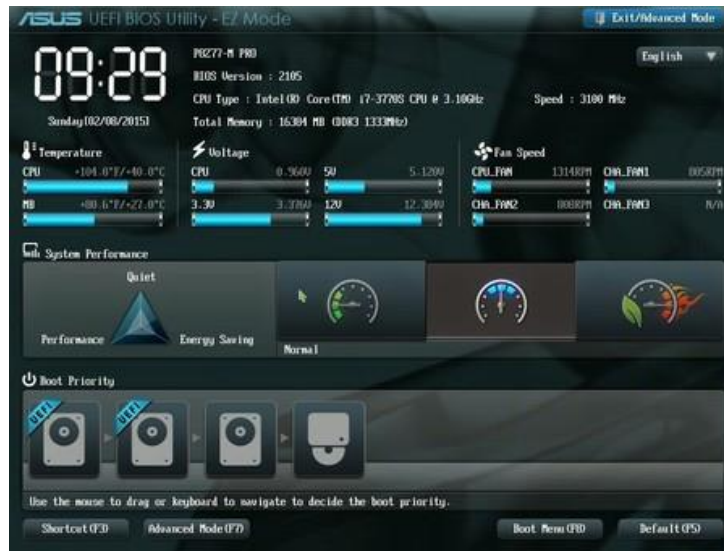 ASUS UEFI BIOS Utility - EZ Mode
Exit/Advanced Mode
09:29
Sunday[02/08/2015]
P8Z77-M PRO
English
BIOS Version : 2105
CPU Type : Intel(R) Core(TM) i7-3770S CPU @ 3.10GHz
Speed : 3100 MHz
Total Memory : 16384 MB (DDR3 1333MHz)
Temperature
Voltage
Fan Speed
CPU +104.0°F/+40.0°C
CPU 0.960V
5V 5.120V
CPU_FAN 1314RPM
CHA_FAN1 805RPM
MB +80.6°F/+27.0°C
3.3V 3.376V
12V 12.384V
CHA_FAN2 808RPM
CHA_FAN3 N/A
System Performance
Quiet
Performance
Energy Saving
Normal
Boot Priority
UEFI
UEFI
Use the mouse to drag or keyboard to navigate to decide the boot priority.
Shortcut(F3)
Advanced Mode(F7)
Boot Menu(F8)
Default(F5)